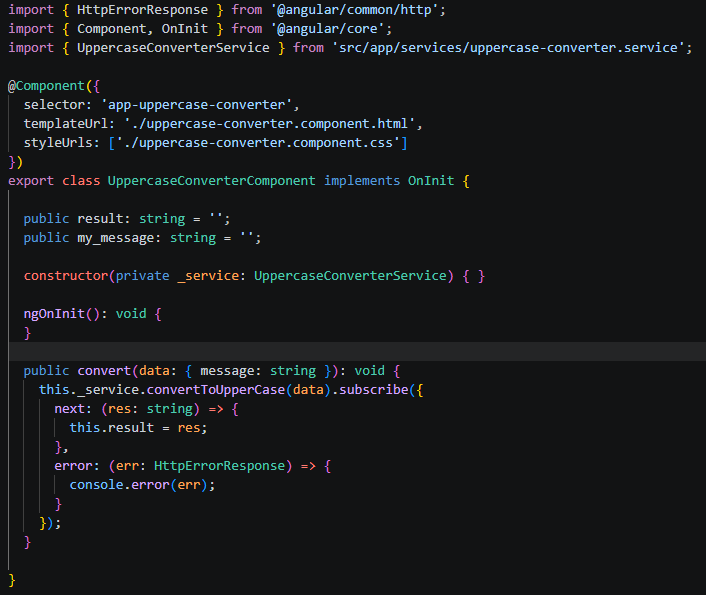 import { HttpErrorResponse } from '@angular/common/http';
import { Component, OnInit } from '@angular/core';
import { UppercaseConverterService } from 'src/app/services/uppercase-converter.service';

@Component({
  selector: 'app-uppercase-converter',
  templateUrl: './uppercase-converter.component.html',
  styleUrls: ['./uppercase-converter.component.css']
})
export class UppercaseConverterComponent implements OnInit {

  public result: string = '';
  public my_message: string = '';

  constructor(private _service: UppercaseConverterService) { }

  ngOnInit(): void {
  }

  public convert(data: { message: string }): void {
    this._service.convertToUpperCase(data).subscribe({
      next: (res: string) => {
        this.result = res;
      },
      error: (err: HttpErrorResponse) => {
        console.error(err);
      }
    });
  }

}